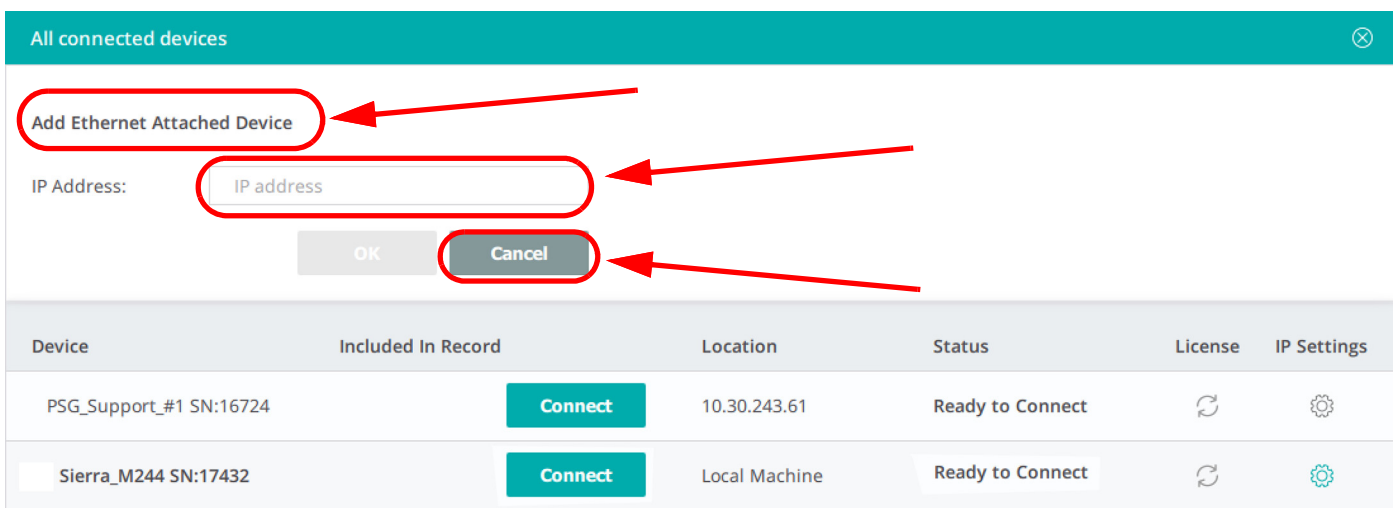 All connected devices
Add Ethernet Attached Device
IP Address: IP address
OK Cancel
Device Included In Record Location Status License IP Settings
PSG_Support_#1 SN:16724 Connect 10.30.243.61 Ready to Connect
Sierra_M244 SN:17432 Connect Local Machine Ready to Connect